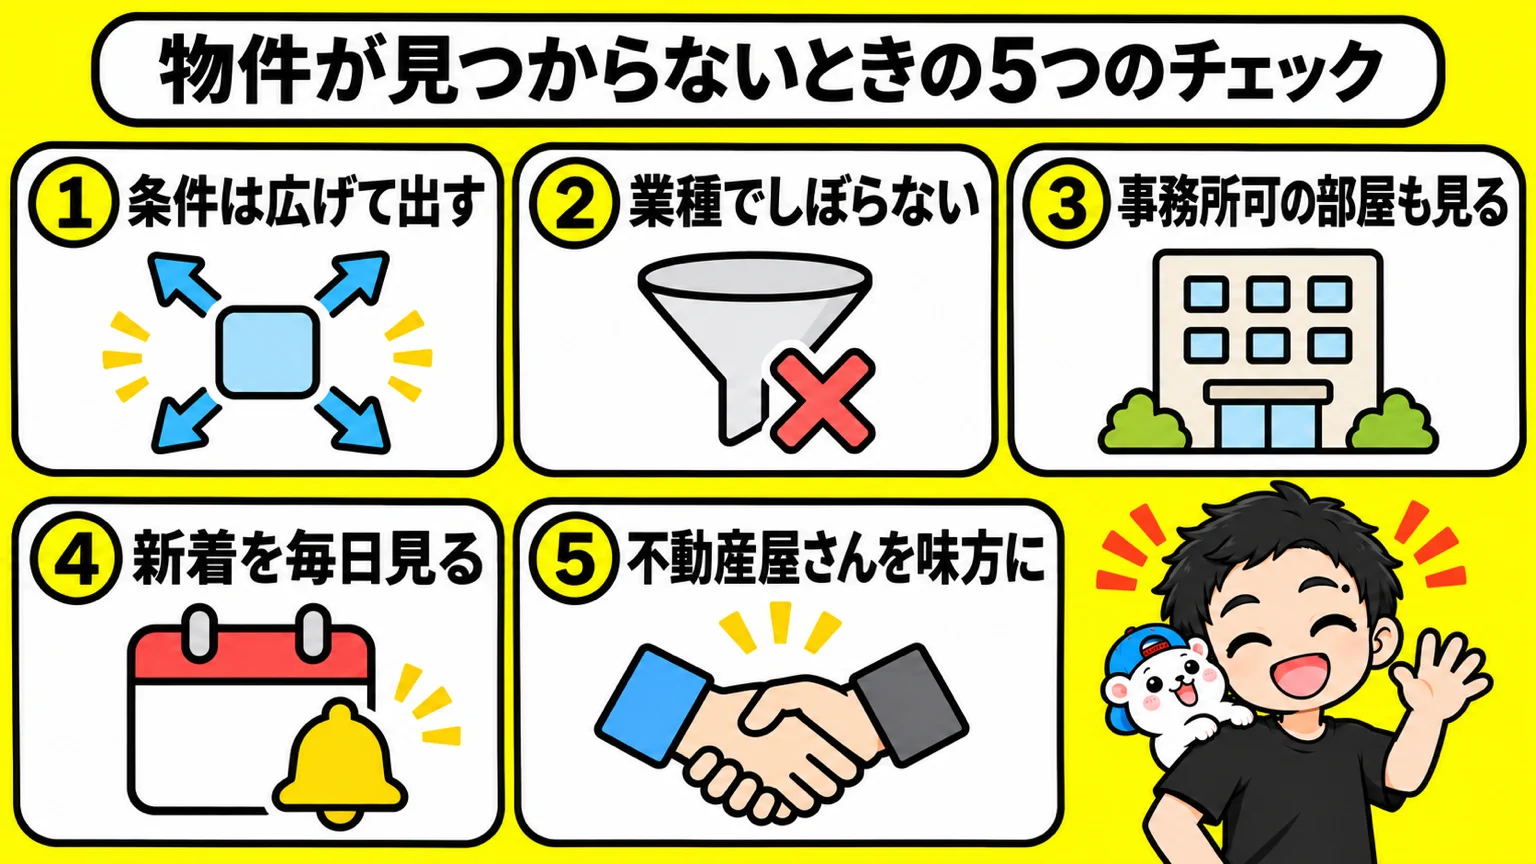 物件が見つからないときの5つのチェック
1 条件は広げて出す
2 業種でしぼらない
3 事務所可の部屋も見る
4 新着を毎日見る
5 不動産屋さんを味方に